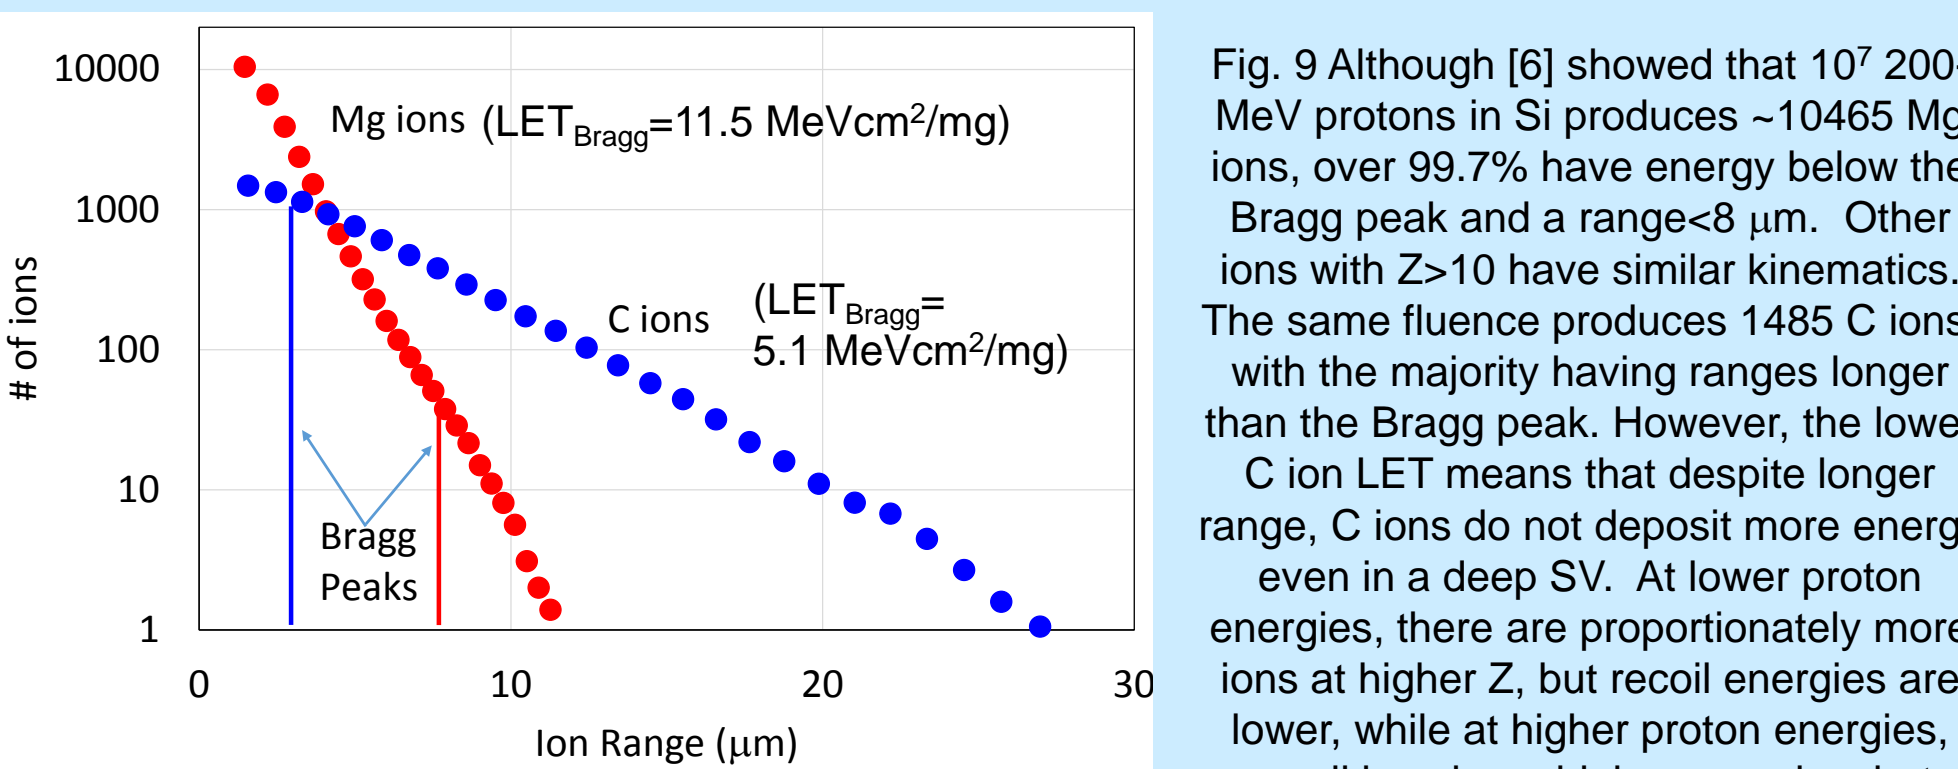 10000
1000
100
10
1
# of ions
Mg ions (LETBragg=11.5 MeVcm²/mg)
C ions
(LETBragg=
5.1 MeVcm²/mg)
Bragg
Peaks
0 10 20 30
Ion Range (μm)
Fig. 9 Although [6] showed that 10⁷ 200-
MeV protons in Si produces ~10465 Mg
ions, over 99.7% have energy below the
Bragg peak and a range<8 μm. Other
ions with Z>10 have similar kinematics.
The same fluence produces 1485 C ions
with the majority having ranges longer
than the Bragg peak. However, the lowe
C ion LET means that despite longer
range, C ions do not deposit more energ
even in a deep SV. At lower proton
energies, there are proportionately more
ions at higher Z, but recoil energies are
lower, while at higher proton energies,